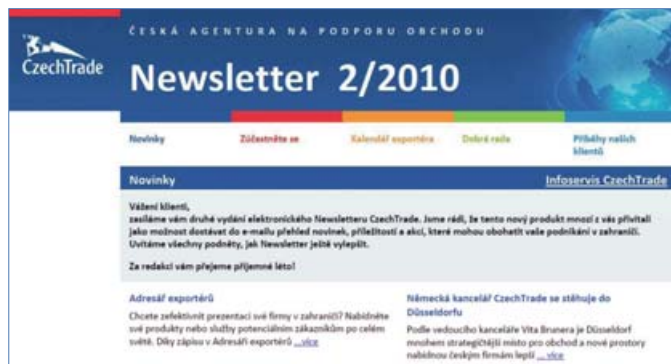 ČESKÁ AGENTURA NA PODPORU OBCHODU
CzechTrade
Newsletter 2/2010
Novinky
Zúčastněte se
Kalendář exportéra
Dobrá rada
Příběhy našich
klientů
Novinky
Infoservis CzechTrade
Vážení klienti,
zasíláme vám druhé vydání elektronického Newsletteru CzechTrade. Jsme rádi, že tento nový produkt mnozí z vás přivítali
jako možnost dostávat do e-mailu přehled novinek, příležitostí a akcí, které mohou obohatit vaše podnikání v zahraničí.
Uvítáme všechny podněty, jak Newsletter ještě vylepšit.
Za redakci vám přejeme příjemné léto!
Adresář exportérů
Chcete zefektivnit prezentaci své firmy v zahraničí? Nabídněte
své produkty nebo služby potenciálním zákazníkům po celém
světě. Díky zápisu v Adresáři exportérů ...více
Německá kancelář CzechTrade se stěhuje do
Düsseldorfu
Podle vedoucího kanceláře Víta Brunera je Düsseldorf
mnohem strategičtější místo pro obchod a nové prostory
nabídnou českým firmám lepší ...více